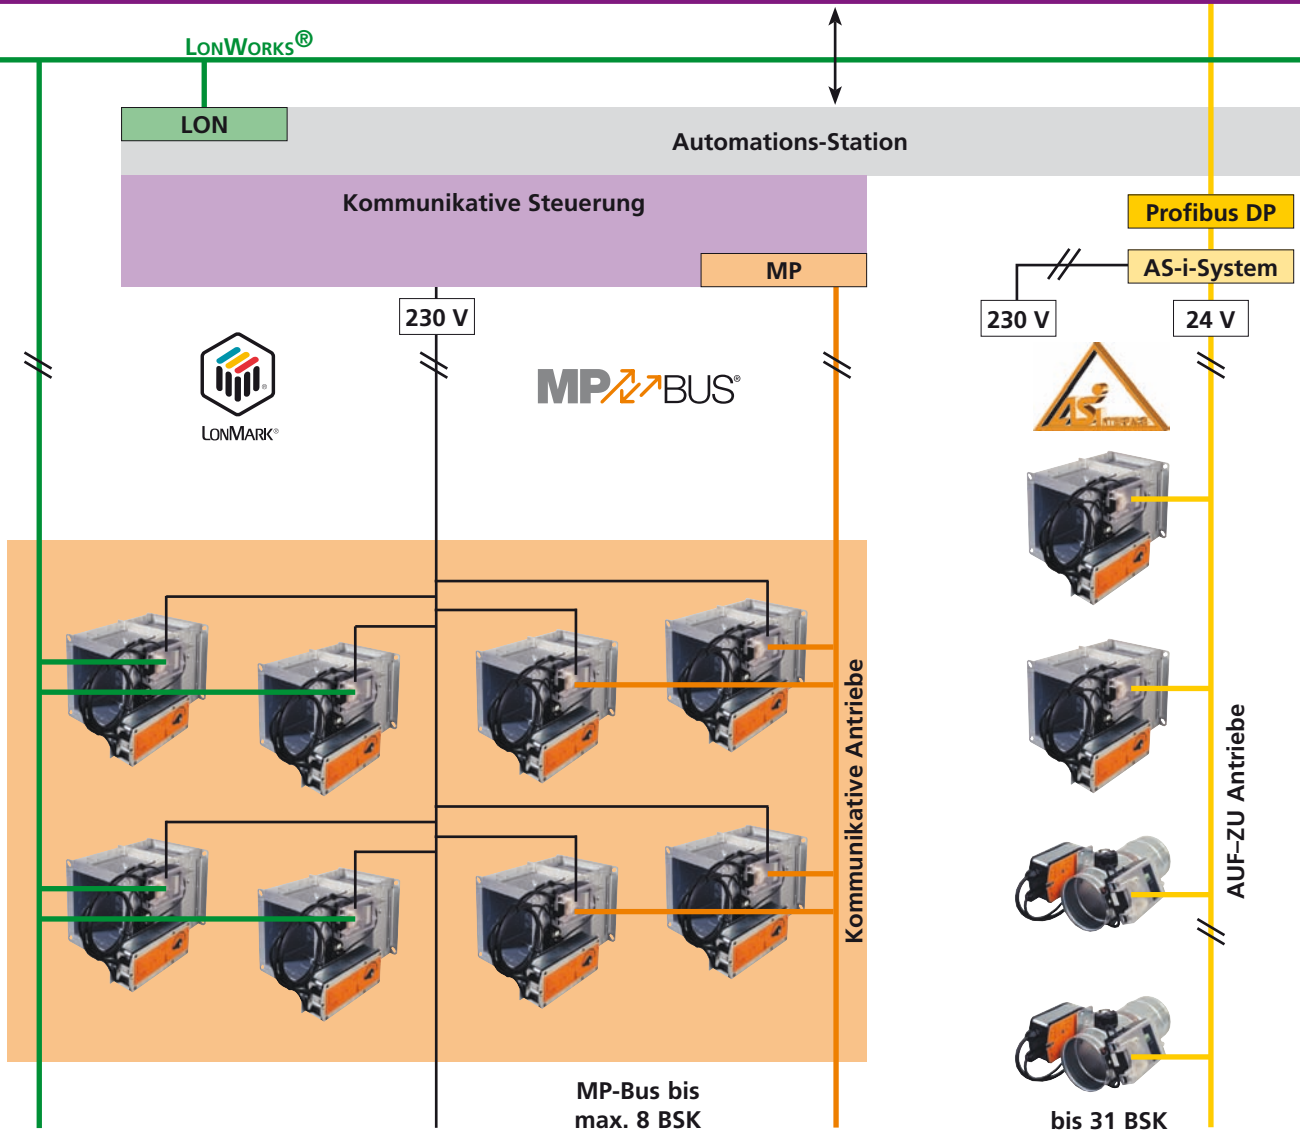 LONWORKS®
LON
Automations-Station
Kommunikative Steuerung
Profibus DP
MP
AS-i-System
230 V
230 V
24 V
LONMARK®
MP BUS®
Kommunikative Antriebe
AUF–ZU Antriebe
MP-Bus bis
max. 8 BSK
bis 31 BSK